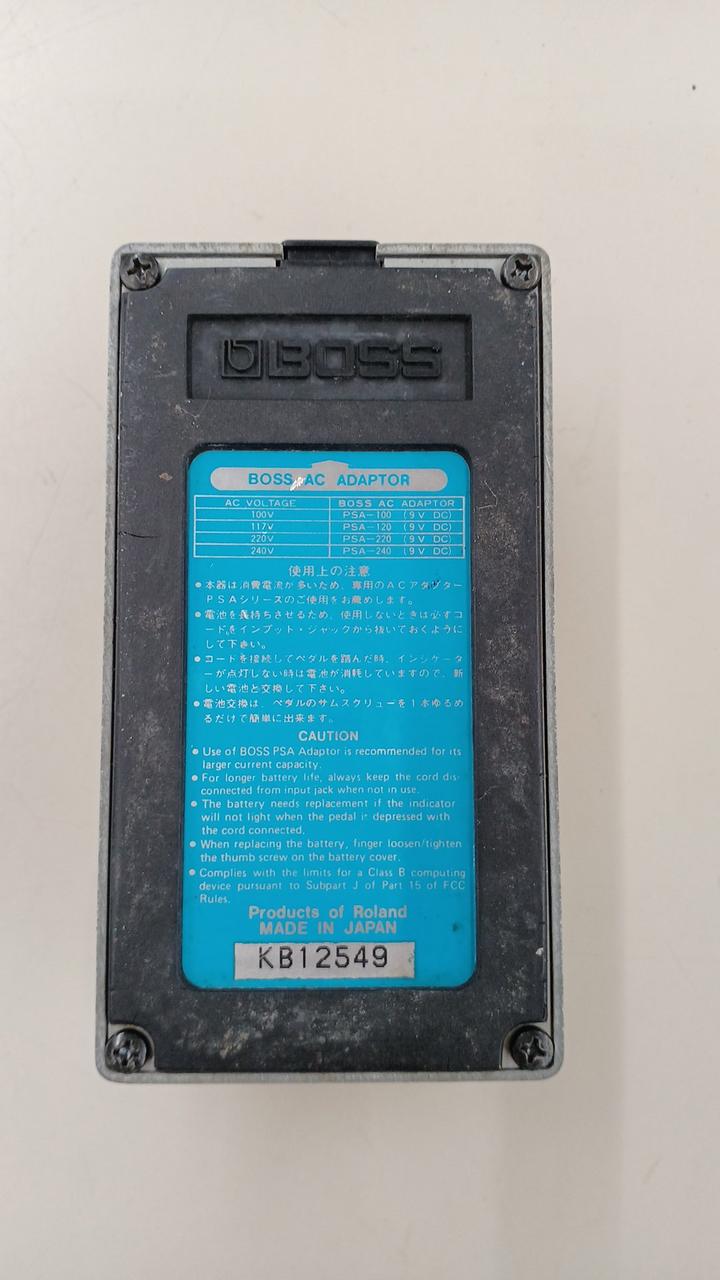 BOSS
BOSS AC ADAPTOR
AC VOLTAGE BOSS AC ADAPTOR
100V PSA-100 (9V DC)
117V PSA-120 (9V DC)
220V PSA-220 (9V DC)
240V PSA-240 (9V DC)
使用上の注意
●本器は消費電流が多いため、専用のACアダプター
PSAシリーズのご使用をお薦めします。
●電池を長持ちさせるため、使用しないときは必ずコ
ードをインプット・ジャックから抜いておくように
して下さい。
●コードを接続してペダルを踏んだ時、インジケータ
ーが点灯しない時は電池が消耗していますので、新
しい電池と交換して下さい。
●電池交換は、ペダルのサムスクリューを1本ゆるめ
るだけで簡単に出来ます。
CAUTION
●Use of BOSS PSA Adaptor is recommended for its
larger current capacity.
●For longer battery life, always keep the cord dis-
connected from input jack when not in use.
●The battery needs replacement if the indicator
will not light when the pedal is depressed with
the cord connected.
●When replacing the battery, finger loosen/tighten
the thumb screw on the battery cover.
●Complies with the limits for a Class B computing
device pursuant to Subpart J of Part 15 of FCC
Rules.
Products of Roland
MADE IN JAPAN
KB12549